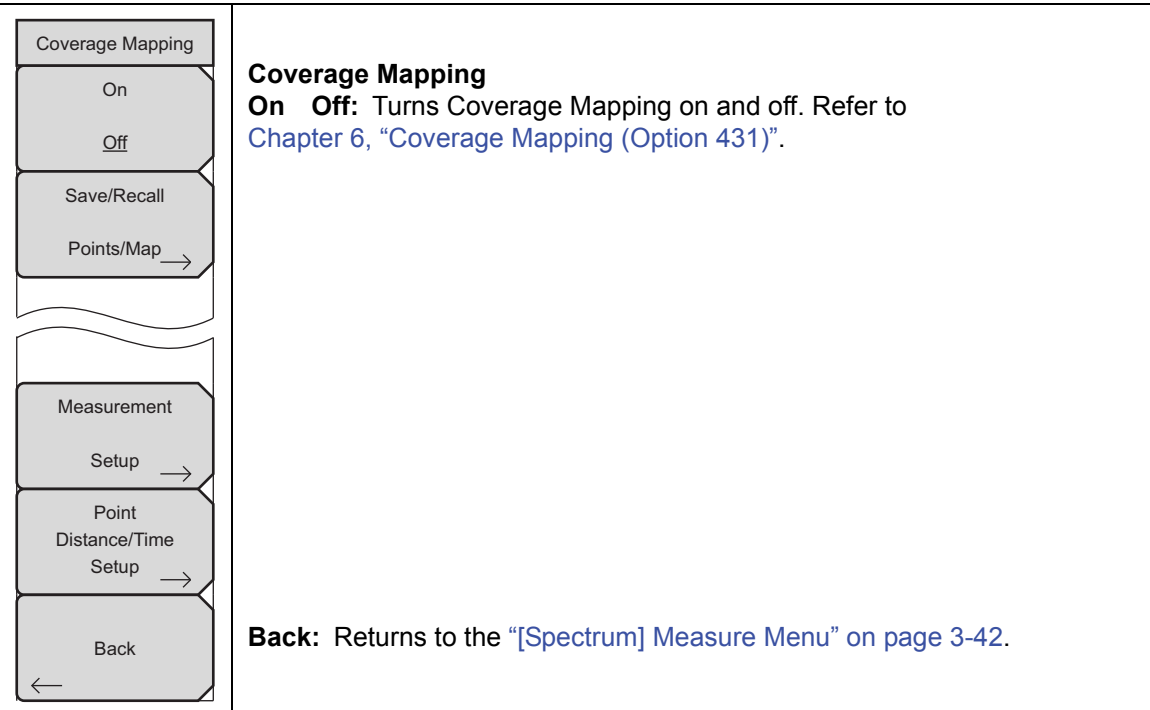 Coverage Mapping
On
Off
Save/Recall
Points/Map
Measurement
Setup
Point
Distance/Time
Setup
Back
Coverage Mapping
On Off: Turns Coverage Mapping on and off. Refer to
Chapter 6, “Coverage Mapping (Option 431)”.
Back: Returns to the “[Spectrum] Measure Menu” on page 3-42.